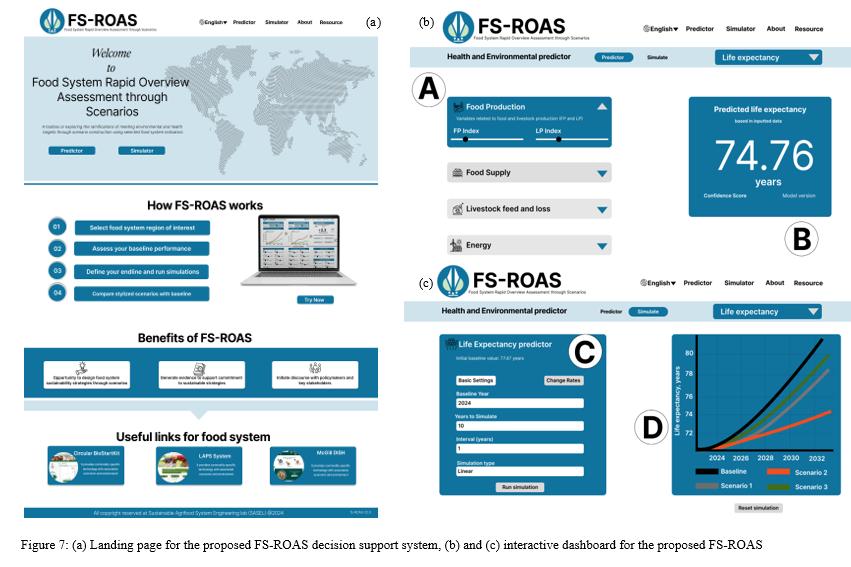 FS-ROAS
Food System Rapid Overview Assessment through Scenarios
English
Predictor
Simulator
About
Resource
(a)
Welcome
to
Food System Rapid Overview
Assessment through
Scenarios
Predictor
Simulator
How FS-ROAS works
01
Select food system region of interest
02
Assess your baseline performance
03
Define your endline and run simulations
04
Compare stylized scenarios with baseline
Try Now
Benefits of FS-ROAS
Opportunity to design food system
sustainability strategies through scenarios
Generate evidence to support commitment
to sustainable strategies
Initiate discourse with policymakers and
key stakeholders
Useful links for food system
Circular BioStartKit
LAPS System
McGill DISH
All copyright reserved at Sustainable Agrifood System Engineering lab (SASEL) @2024
(b)
FS-ROAS
Food System Rapid Overview Assessment through Scenarios
English
Predictor
Simulator
About
Resource
Health and Environmental predictor
Predictor
Simulate
Life expectancy
A
Food Production
Variables related to food and livestock production (FP and LP)
FP Index
LP Index
Food Supply
Livestock feed and loss
Energy
Predicted life expectancy
based on inputted data
74.76
years
Confidence Score
Model version
B
(c)
FS-ROAS
Food System Rapid Overview Assessment through Scenarios
English
Predictor
Simulator
About
Resource
Health and Environmental predictor
Predictor
Simulate
Life expectancy
Life Expectancy predictor
Initial baseline value: 77.67 years
C
Basic Settings
Change Rates
Baseline Year
2024
Years to Simulate
10
Interval (years)
1
Simulation type
Linear
Run simulation
D
Life expectancy, years
80
78
76
74
72
2024 2026 2028 2030 2032
Baseline
Scenario 2
Scenario 1
Scenario 3
Reset simulation
Figure 7: (a) Landing page for the proposed FS-ROAS decision support system, (b) and (c) interactive dashboard for the proposed FS-ROAS